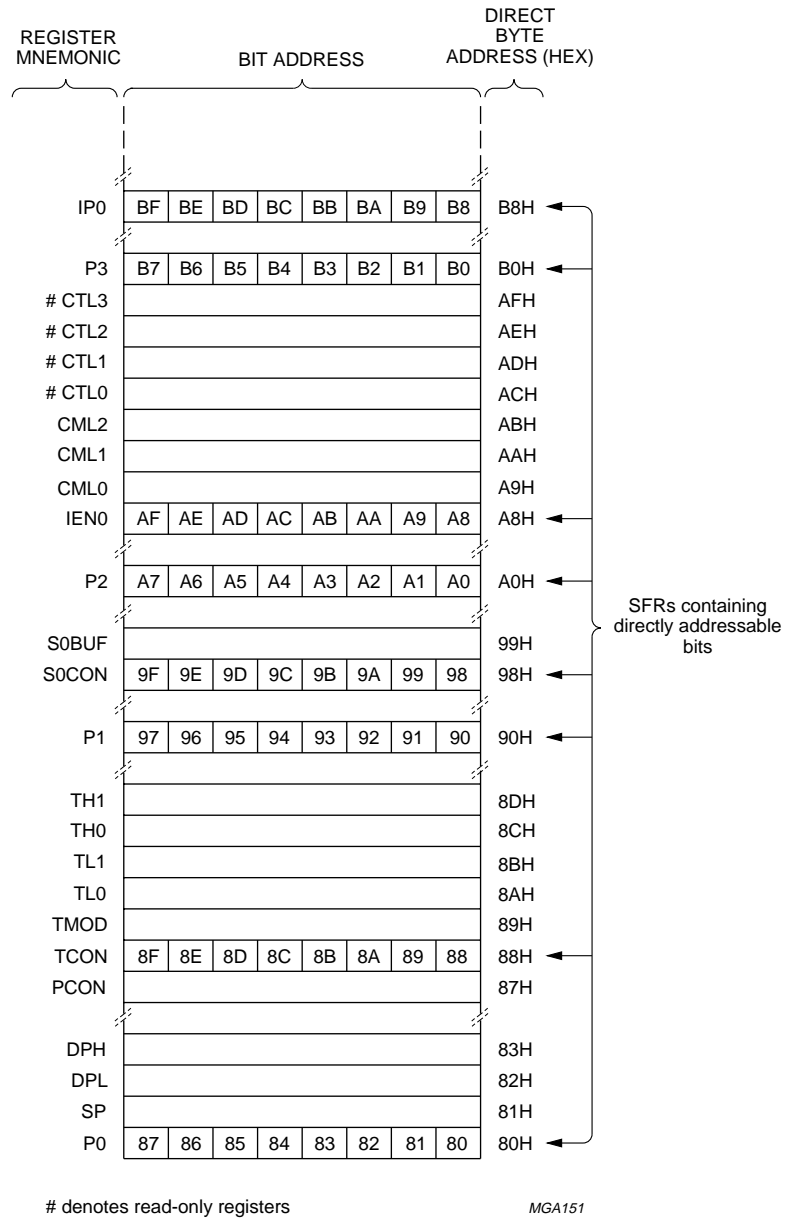 REGISTER
MNEMONIC
BIT ADDRESS
DIRECT
BYTE
ADDRESS (HEX)
IP0 BF BE BD BC BB BA B9 B8 B8H
P3 B7 B6 B5 B4 B3 B2 B1 B0 B0H
# CTL3 AFH
# CTL2 AEH
# CTL1 ADH
# CTL0 ACH
CML2 ABH
CML1 AAH
CML0 A9H
IEN0 AF AE AD AC AB AA A9 A8 A8H
P2 A7 A6 A5 A4 A3 A2 A1 A0 A0H
SFRs containing
directly addressable
bits
S0BUF 99H
S0CON 9F 9E 9D 9C 9B 9A 99 98 98H
P1 97 96 95 94 93 92 91 90 90H
TH1 8DH
TH0 8CH
TL1 8BH
TL0 8AH
TMOD 89H
TCON 8F 8E 8D 8C 8B 8A 89 88 88H
PCON 87H
DPH 83H
DPL 82H
SP 81H
P0 87 86 85 84 83 82 81 80 80H
# denotes read-only registers
MGA151